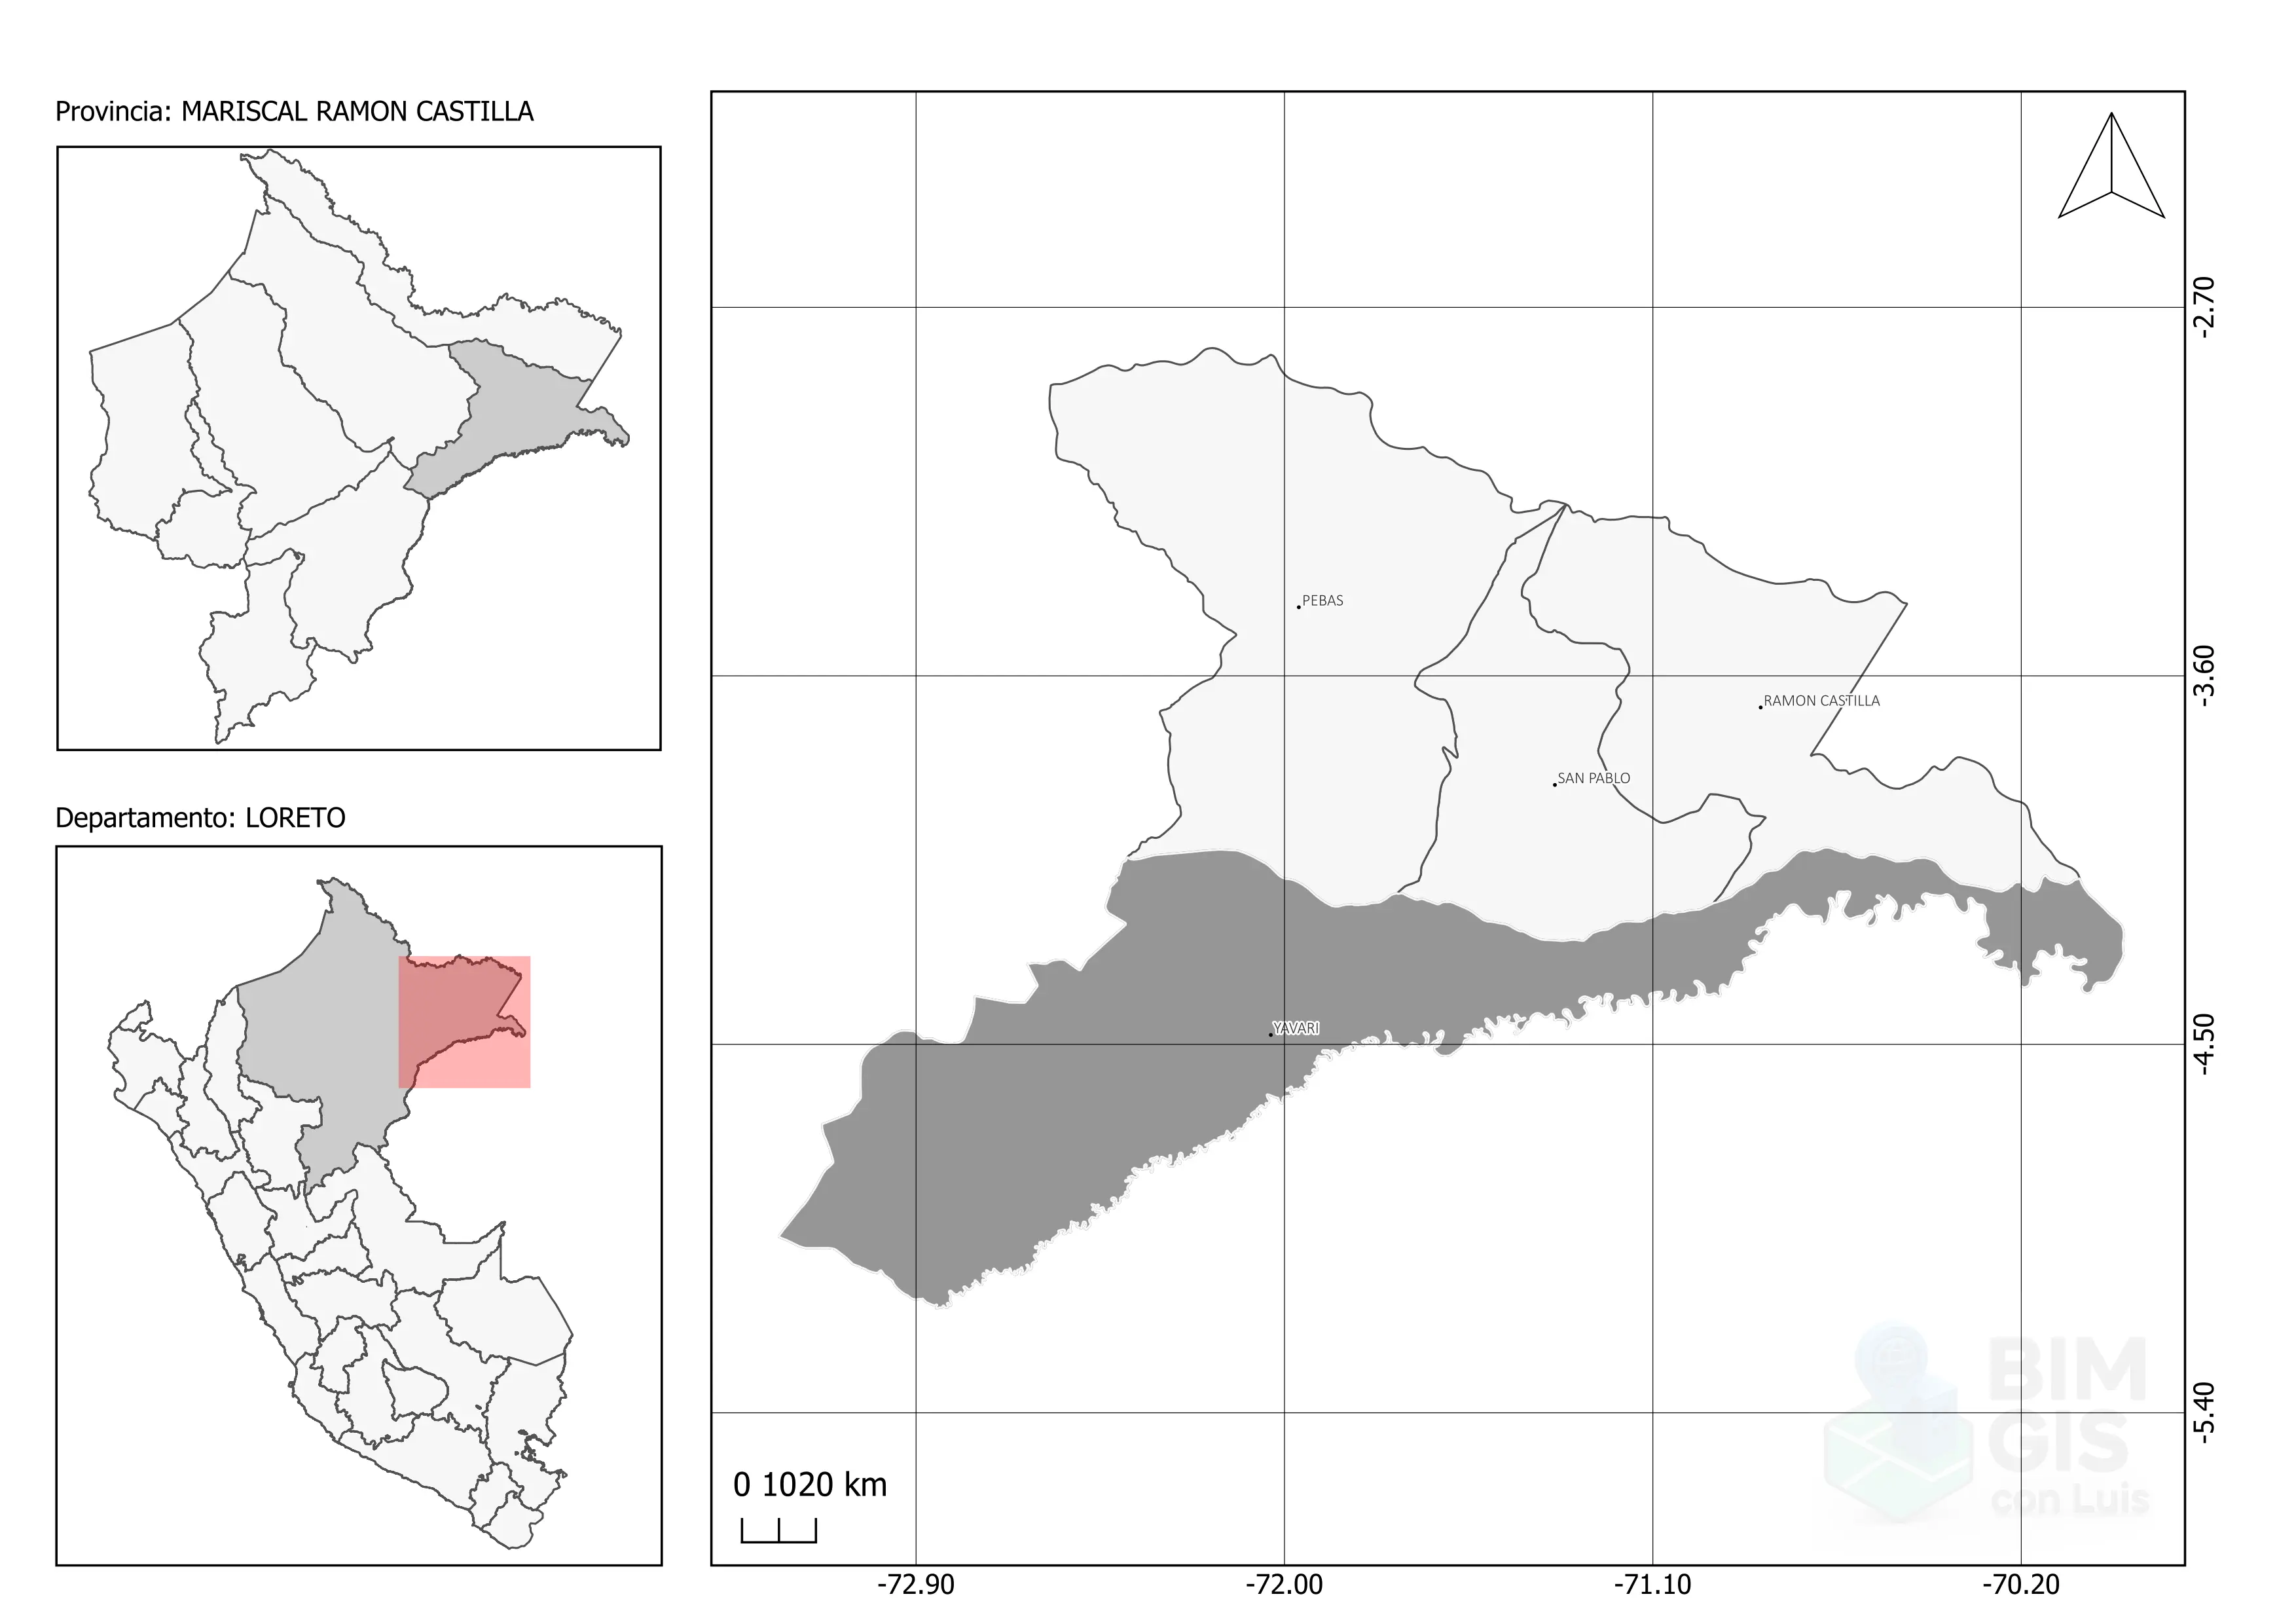 Provincia: MARISCAL RAMON CASTILLA
Departamento: LORETO
PEBAS
RAMON CASTILLA
SAN PABLO
YAVARI
-2.70
-3.60
-4.50
-5.40
0 1020 km
-72.90
-72.00
-71.10
-70.20
BIM
GIS
con Luis